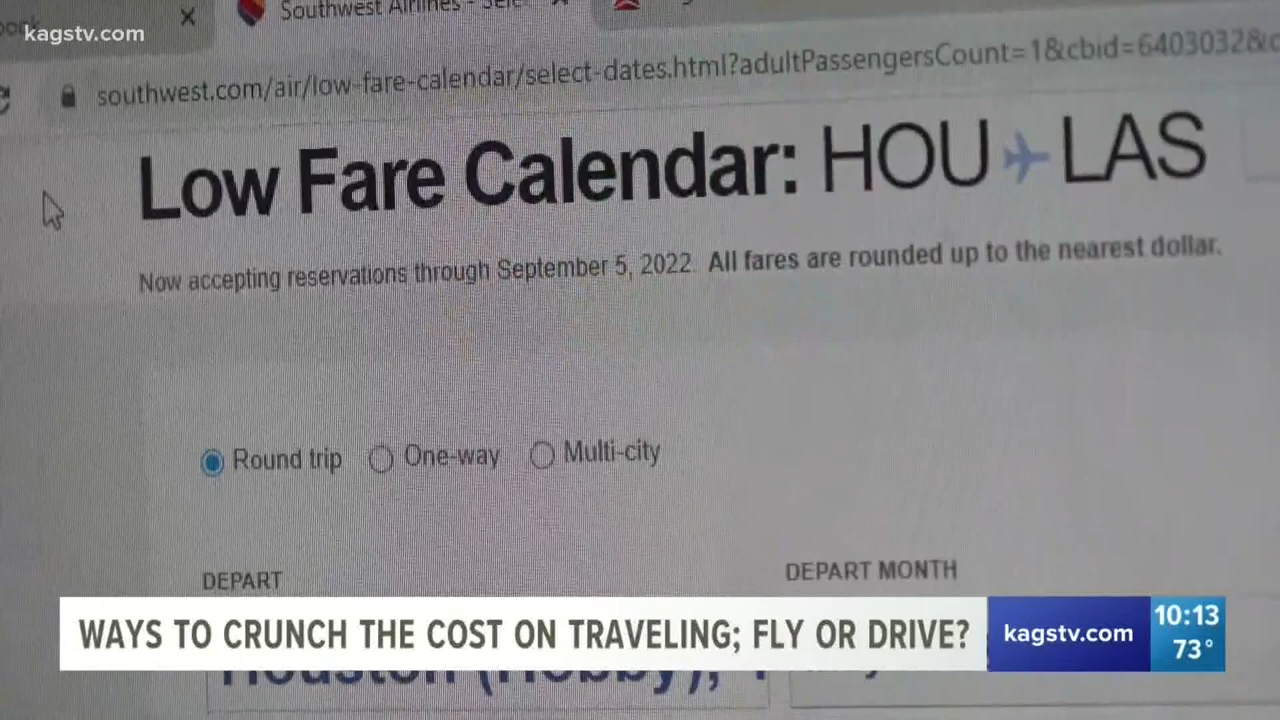 kagstv.com
Southwest Airlines -
southwest.com/air/low-fare-calendar/select-dates.html?adultPassengersCount=1&cbid=6403032&c
Low Fare Calendar: HOU LAS
Now accepting reservations through September 5, 2022. All fares are rounded up to the nearest dollar.
Round trip One-way Multi-city
DEPART DEPART MONTH
WAYS TO CRUNCH THE COST ON TRAVELING; FLY OR DRIVE?
kagstv.com
10:13
73°
Houston (Hobby),